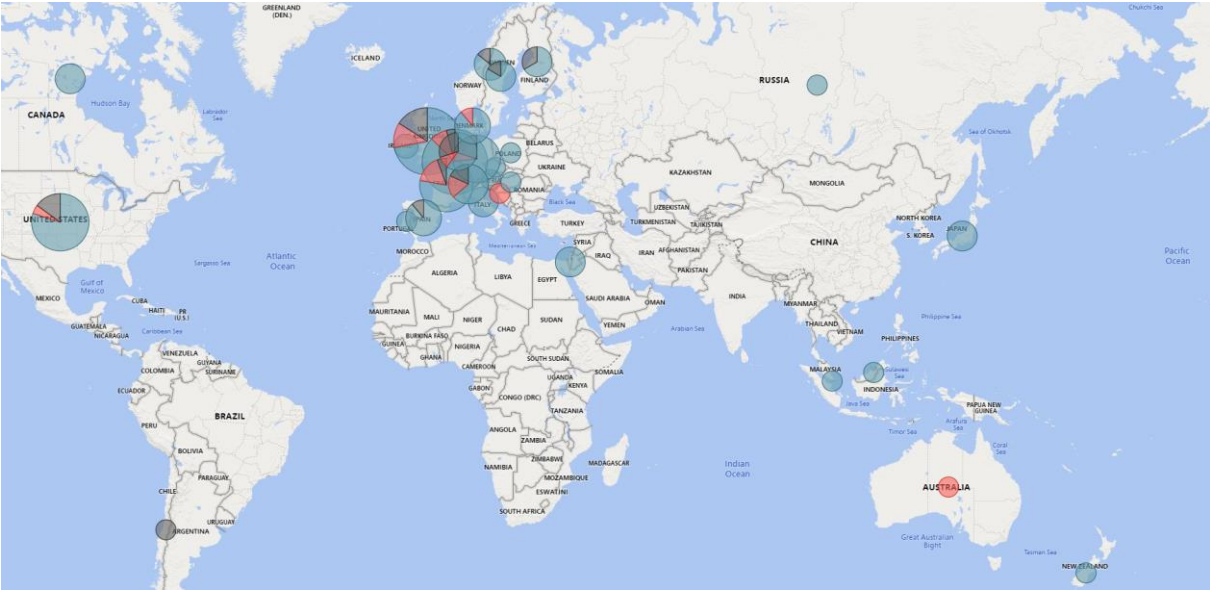 GREENLAND
(DEN.)
Chukchi Sea
ICELAND
FINLAND
NORWAY
RUSSIA
CANADA
Hudson Bay
Labrador
Sea
UNITED
Sea of Okhotsk
BELARUS
POLAND
UKRAINE
KAZAKHSTAN
MONGOLIA
ROMANIA
ITALY
Black Sea
UZBEKISTAN
NORTH KOREA
UNITED STATES
GREECE
TURKEY
TURKMENISTAN
TAJIKISTAN
S. KOREA
JAPAN
CHINA
Mediterranean Sea
SYRIA
MOROCCO
IRAQ
IRAN
AFGHANISTAN
Atlantic
Ocean
Pacific
Ocean
Sargasso Sea
ALGERIA
LIBYA
EGYPT
PAKISTAN
Gulf of
Mexico
MEXICO
CUBA
HAITI
PR
(U.S.)
SAUDI ARABIA
OMAN
INDIA
MYANMAR
MAURITANIA
MALI
NIGER
CHAD
SUDAN
YEMEN
Arabian Sea
Philippine Sea
GUATEMALA
NICARAGUA
Caribbean Sea
THAILAND
VIETNAM
PHILIPPINES
BURKINA FASO
GUINEA
GHANA
NIGERIA
VENEZUELA
GUYANA
SURINAME
COLOMBIA
SOUTH SUDAN
CAMEROON
SOMALIA
UGANDA
KENYA
GABON
CONGO (DRC)
MALAYSIA
INDONESIA
ECUADOR
TANZANIA
Java Sea
PAPUA NEW
GUINEA
PERU
BRAZIL
Arafura
Sea
Timor Sea
ANGOLA
ZAMBIA
Coral
Sea
BOLIVIA
ZIMBABWE
MADAGASCAR
NAMIBIA
MOZAMBIQUE
Indian
Ocean
PARAGUAY
CHILE
ESWATINI
AUSTRALIA
SOUTH AFRICA
URUGUAY
ARGENTINA
Great Australian
Bight
Tasman Sea
NEW ZEALAND